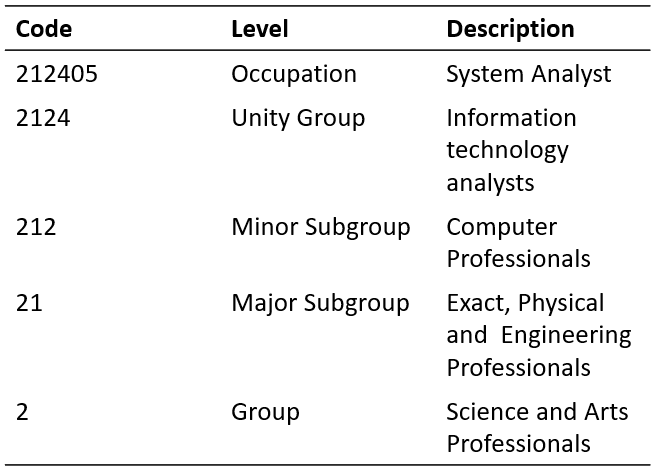 Code Level Description
212405 Occupation System Analyst
2124 Unity Group Information
technology
analysts
212 Minor Subgroup Computer
Professionals
21 Major Subgroup Exact, Physical
and Engineering
Professionals
2 Group Science and Arts
Professionals